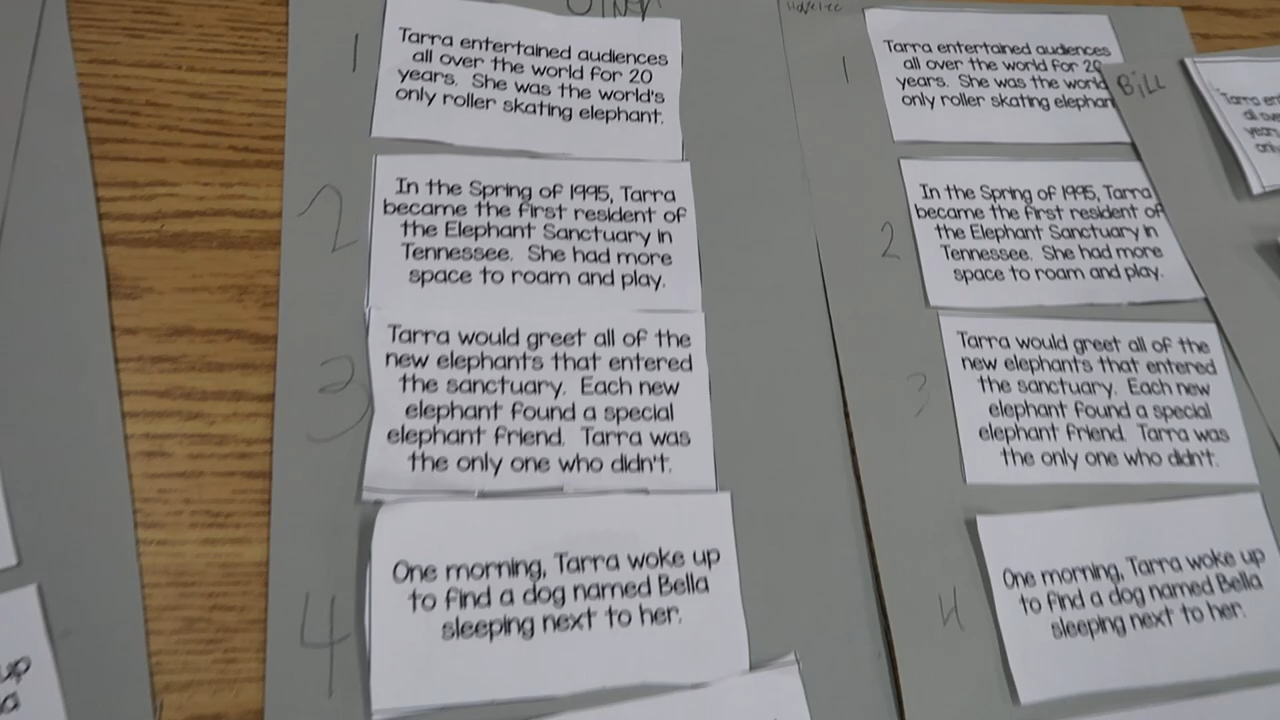 1
Tarra entertained audiences
all over the world for 20
years. She was the world's
only roller skating elephant.
2
In the Spring of 1995, Tarra
became the first resident of
the Elephant Sanctuary in
Tennessee. She had more
space to roam and play.
3
Tarra would greet all of the
new elephants that entered
the sanctuary. Each new
elephant found a special
elephant friend. Tarra was
the only one who didn't.
4
One morning, Tarra woke up
to find a dog named Bella
sleeping next to her.
1
Tarra entertained audiences
all over the world for 20
years. She was the world
only roller skating elephan
2
In the Spring of 1995, Tarra
became the first resident of
the Elephant Sanctuary in
Tennessee. She had more
space to roam and play.
3
Tarra would greet all of the
new elephants that entered
the sanctuary. Each new
elephant found a special
elephant friend. Tarra was
the only one who didn't.
4
One morning, Tarra woke up
to find a dog named Bella
sleeping next to her.
BiLL
up